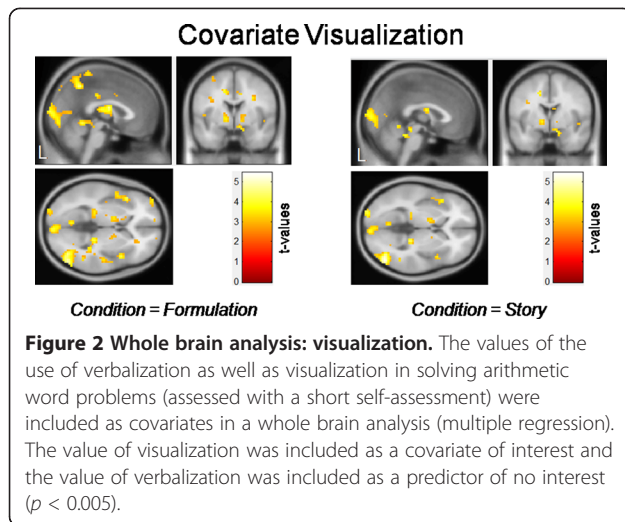 Covariate Visualization
L
5
4
3
2
1
0
t-values
Condition = Formulation
L
5
4
3
2
1
0
t-values
Condition = Story
Figure 2 Whole brain analysis: visualization. The values of the
use of verbalization as well as visualization in solving arithmetic
word problems (assessed with a short self-assessment) were
included as covariates in a whole brain analysis (multiple regression).
The value of visualization was included as a covariate of interest and
the value of verbalization was included as a predictor of no interest
(p < 0.005).